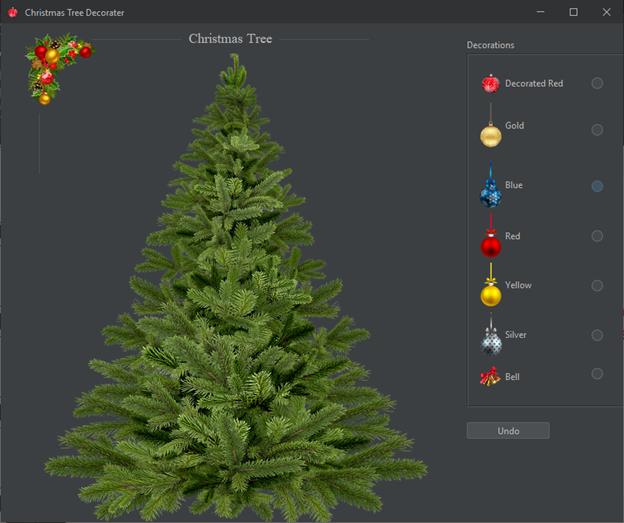 Christmas Tree Decorater
Christmas Tree
Decorations
Decorated Red
Gold
Blue
Red
Yellow
Silver
Bell
Undo